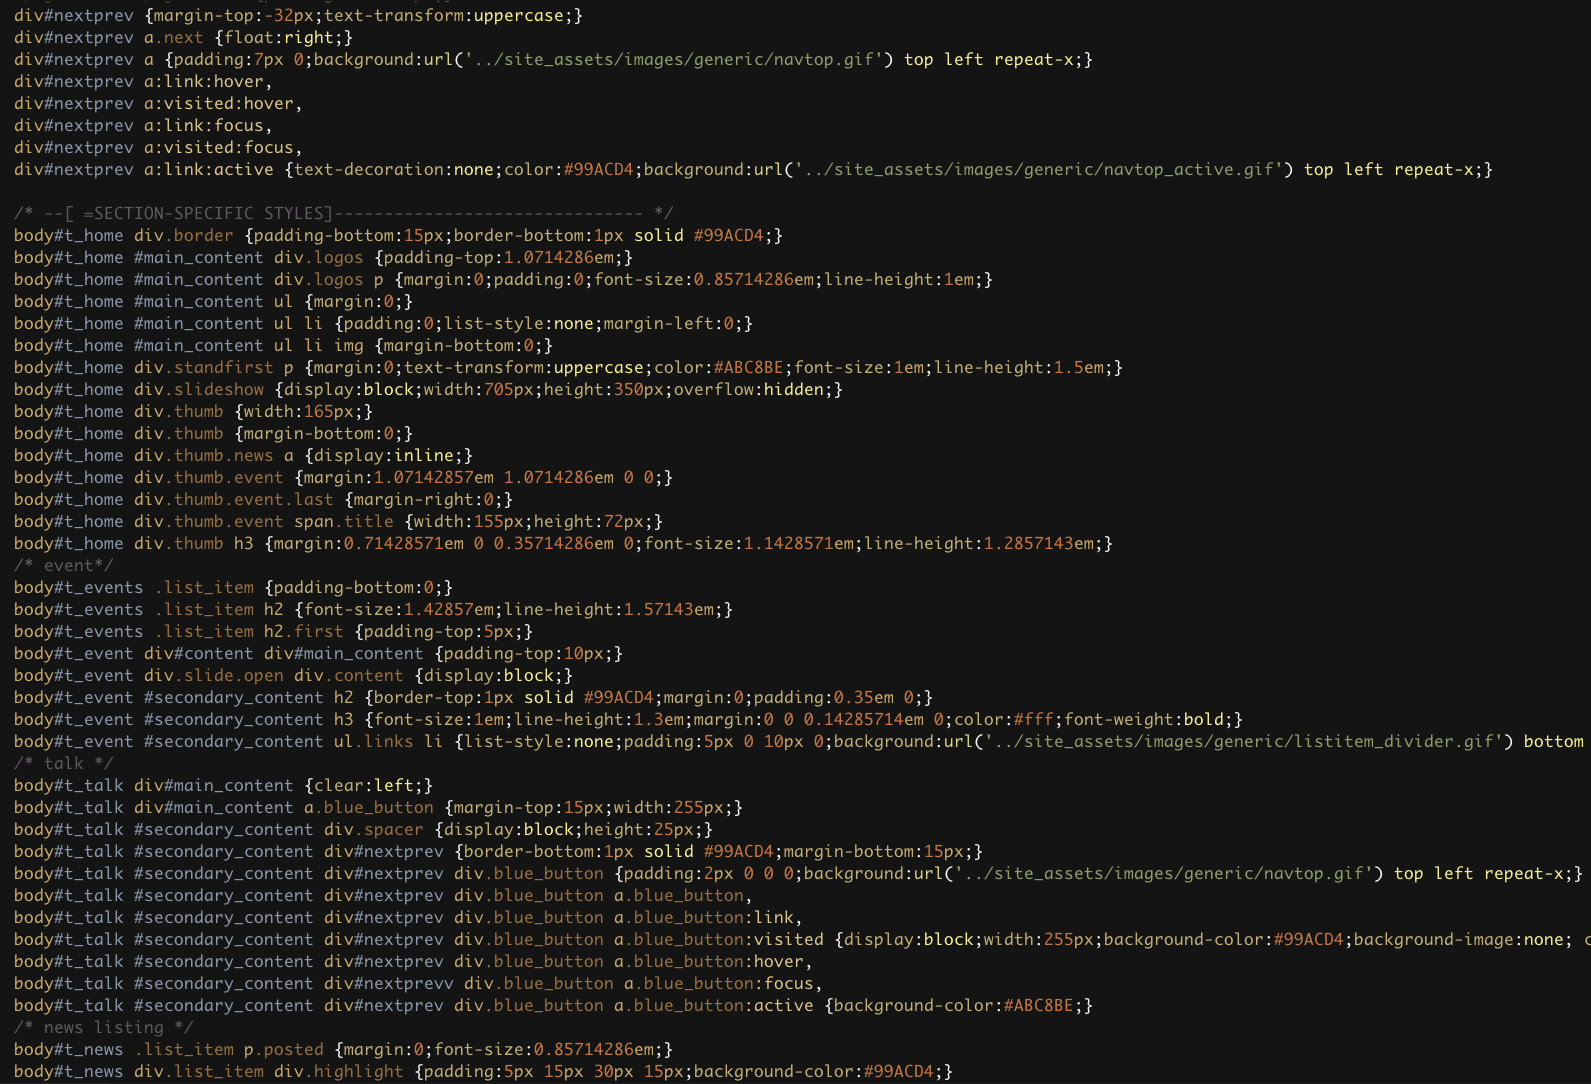 div#nextprev {margin-top:-32px;text-transform:uppercase;}
div#nextprev a.next {float:right;}
div#nextprev a {padding:7px 0;background:url('../site_assets/images/generic/navtop.gif') top left repeat-x;}
div#nextprev a:link:hover,
div#nextprev a:visited:hover,
div#nextprev a:link:focus,
div#nextprev a:visited:focus,
div#nextprev a:link:active {text-decoration:none;color:#99ACD4;background:url('../site_assets/images/generic/navtop_active.gif') top left repeat-x;}
/* --[ =SECTION-SPECIFIC STYLES]------------------------------- */
body#t_home div.border {padding-bottom:15px;border-bottom:1px solid #99ACD4;}
body#t_home #main_content div.logos {padding-top:1.0714286em;}
body#t_home #main_content div.logos p {margin:0;padding:0;font-size:0.85714286em;line-height:1em;}
body#t_home #main_content ul {margin:0;}
body#t_home #main_content ul li {padding:0;list-style:none;margin-left:0;}
body#t_home #main_content ul li img {margin-bottom:0;}
body#t_home div.standfirst p {margin:0;text-transform:uppercase;color:#ABC8BE;font-size:1em;line-height:1.5em;}
body#t_home div.slideshow {display:block;width:705px;height:350px;overflow:hidden;}
body#t_home div.thumb {width:165px;}
body#t_home div.thumb {margin-bottom:0;}
body#t_home div.thumb.news a {display:inline;}
body#t_home div.thumb.event {margin:1.07142857em 1.0714286em 0 0;}
body#t_home div.thumb.event.last {margin-right:0;}
body#t_home div.thumb.event span.title {width:155px;height:72px;}
body#t_home div.thumb h3 {margin:0.71428571em 0 0.35714286em 0;font-size:1.1428571em;line-height:1.2857143em;}
/* event*/
body#t_events .list_item {padding-bottom:0;}
body#t_events .list_item h2 {font-size:1.42857em;line-height:1.57143em;}
body#t_events .list_item h2.first {padding-top:5px;}
body#t_event div#content div#main_content {padding-top:10px;}
body#t_event div.slide.open div.content {display:block;}
body#t_event #secondary_content h2 {border-top:1px solid #99ACD4;margin:0;padding:0.35em 0;}
body#t_event #secondary_content h3 {font-size:1em;line-height:1.3em;margin:0 0 0.14285714em 0;color:#fff;font-weight:bold;}
body#t_event #secondary_content ul.links li {list-style:none;padding:5px 0 10px 0;background:url('../site_assets/images/generic/listitem_divider.gif') bottom
/* talk */
body#t_talk div#main_content {clear:left;}
body#t_talk div#main_content a.blue_button {margin-top:15px;width:255px;}
body#t_talk #secondary_content div.spacer {display:block;height:25px;}
body#t_talk #secondary_content div#nextprev {border-bottom:1px solid #99ACD4;margin-bottom:15px;}
body#t_talk #secondary_content div#nextprev div.blue_button {padding:2px 0 0 0;background:url('../site_assets/images/generic/navtop.gif') top left repeat-x;}
body#t_talk #secondary_content div#nextprev div.blue_button a.blue_button,
body#t_talk #secondary_content div#nextprev div.blue_button a.blue_button:link,
body#t_talk #secondary_content div#nextprev div.blue_button a.blue_button:visited {display:block;width:255px;background-color:#99ACD4;background-image:none;
body#t_talk #secondary_content div#nextprev div.blue_button a.blue_button:hover,
body#t_talk #secondary_content div#nextprevv div.blue_button a.blue_button:focus,
body#t_talk #secondary_content div#nextprev div.blue_button a.blue_button:active {background-color:#ABC8BE;}
/* news listing */
body#t_news .list_item p.posted {margin:0;font-size:0.85714286em;}
body#t_news div.list_item div.highlight {padding:5px 15px 30px 15px;background-color:#99ACD4;}